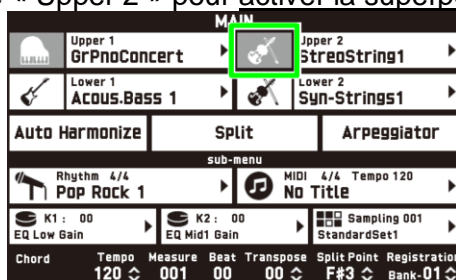 « Upper 2 » pour activer la superp
MAIN
Upper 1
GrPnoConcert
Upper 2
StreoString1
Lower 1
Acous.Bass 1
Lower 2
Syn-Strings1
Auto Harmonize
Split
Arpeggiator
sub-menu
Rhythm 4/4
Pop Rock 1
MIDI 4/4 Tempo 120
No Title
K1: 00
EQ Low Gain
K2: 00
EQ Mid1 Gain
Sampling 001
StandardSet1
Chord Tempo Measure Beat Transpose Split Point Registration
120 001 00 00 F#3 Bank-01